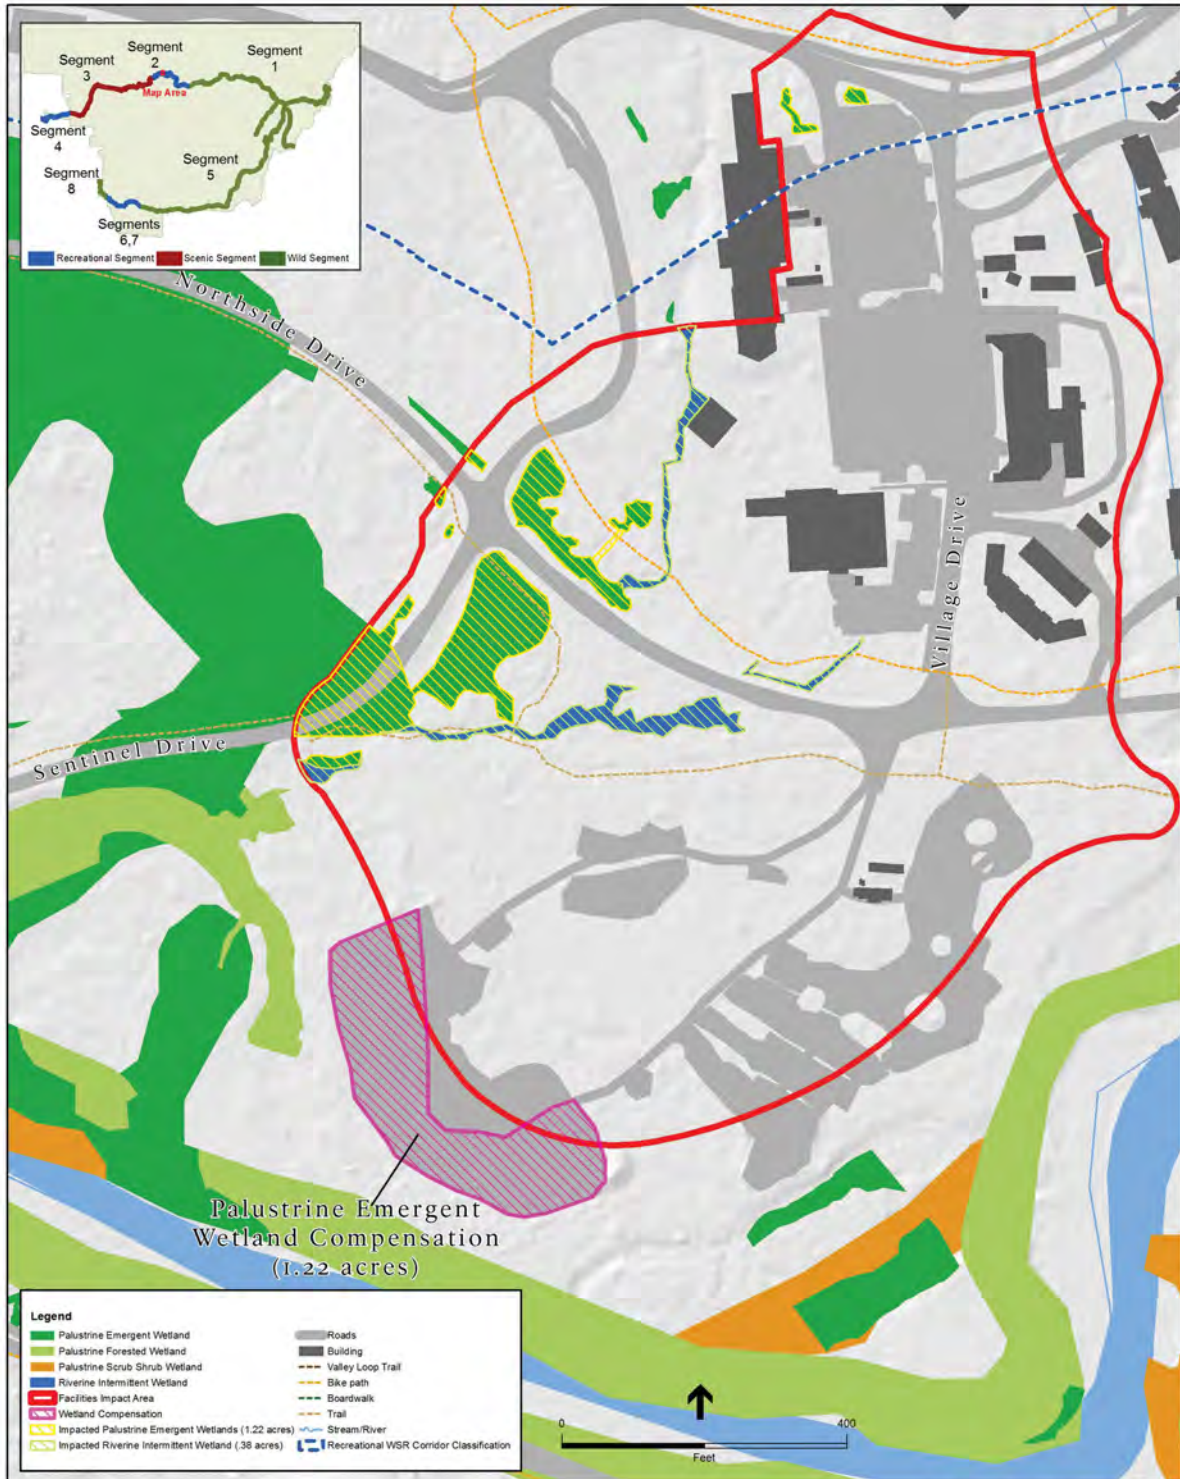 Segment
1
Segment
2
Segment
3
Map Area
Segment
4
Segment
5
Segment
8
Segments
6,7
Recreational Segment
Scenic Segment
Wild Segment
Northside Drive
Village Drive
Sentinel Drive
Palustrine Emergent
Wetland Compensation
(1.22 acres)
Legend
Palustrine Emergent Wetland
Palustrine Forested Wetland
Palustrine Scrub Shrub Wetland
Riverine Intermittent Wetland
Facilities Impact Area
Wetland Compensation
Impacted Palustrine Emergent Wetlands (1.22 acres)
Impacted Riverine Intermittent Wetland (.38 acres)
Roads
Building
Valley Loop Trail
Bike path
Boardwalk
Trail
Stream/River
Recreational WSR Corridor Classification
0
400
Feet